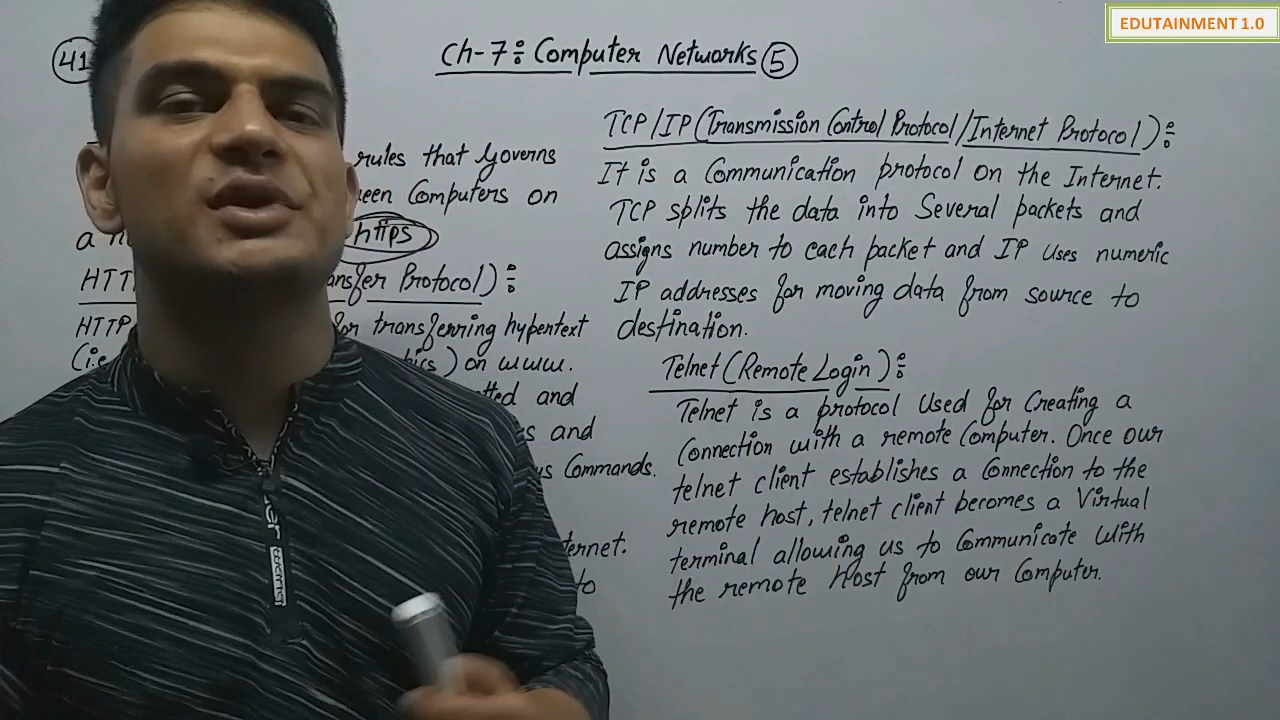 EDUTAINMENT 1.0
41
Ch-7: Computer Networks 5
rules that Governs
Computers on
a
https
HTT Protocol):
HTTP for transferring hypertext
(i.e ) on www.
and
and
Commands.
to
TCP/IP (Transmission Control Protocol/Internet Protocol):
It is a Communication protocol on the Internet.
TCP splits the data into Several packets and
assigns number to each packet and IP Uses numeric
IP addresses for moving data from source to
destination.
Telnet (Remote Login):
Telnet is a protocol Used for Creating a
Connection with a remote Computer. Once our
telnet client establishes a Connection to the
remote host, telnet client becomes a Virtual
terminal allowing us to Communicate with
the remote Host from our Computer.